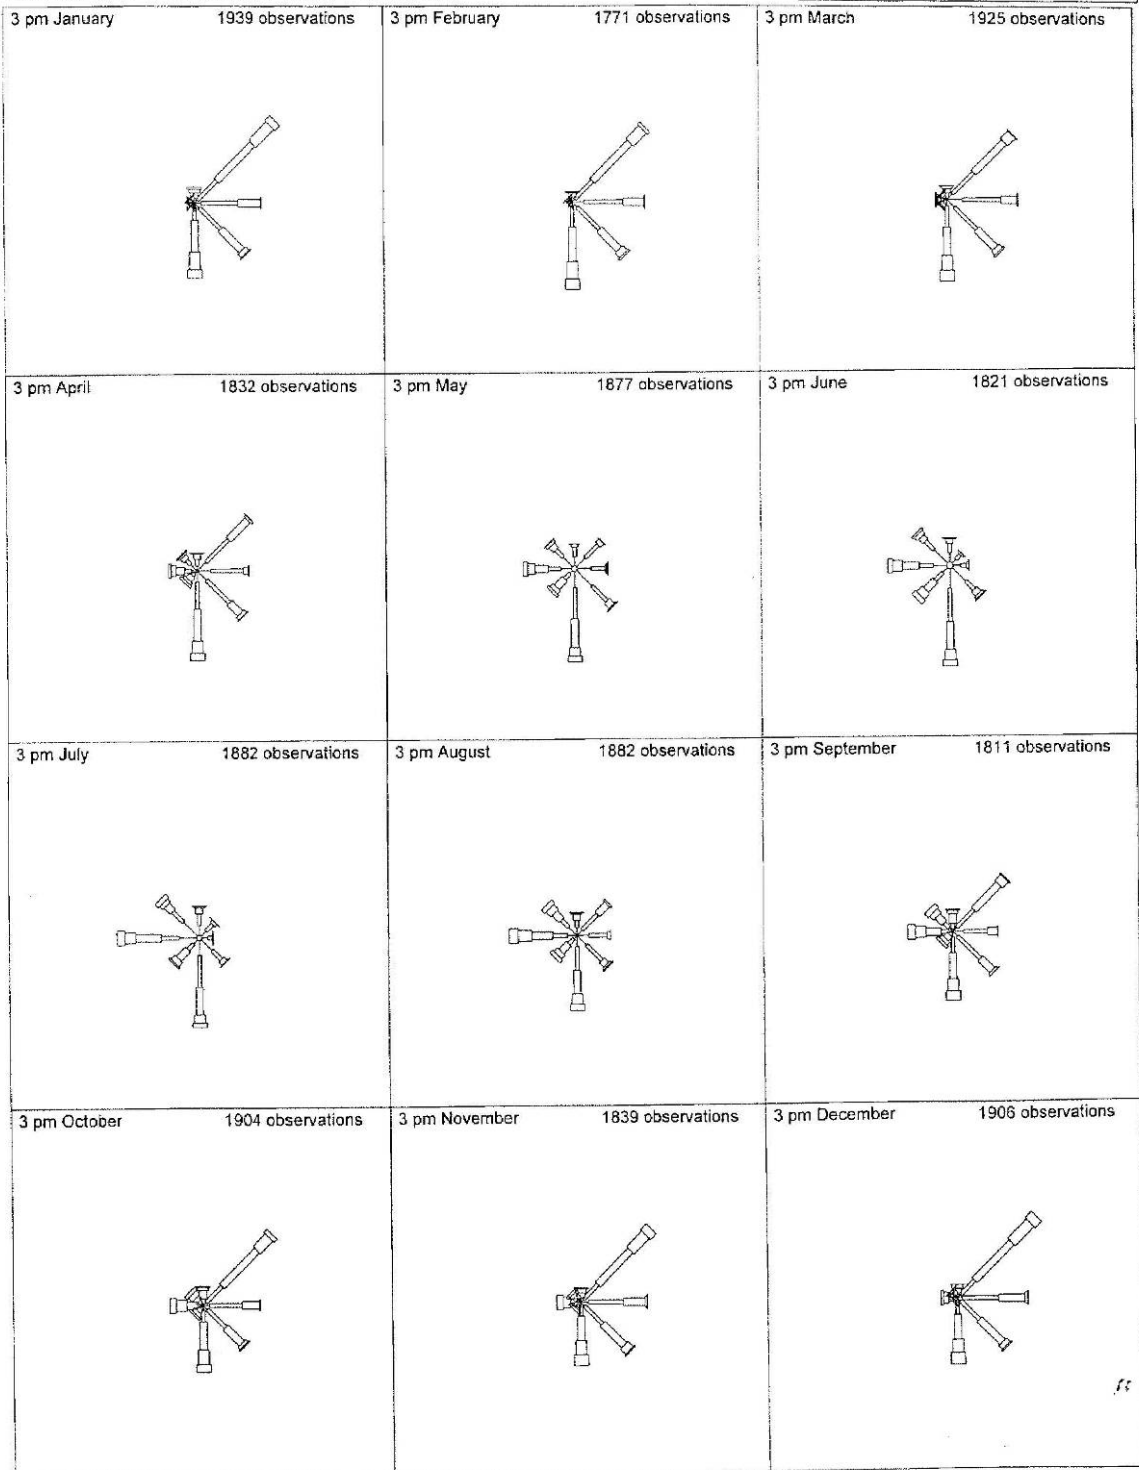 3 pm January 1939 observations
3 pm February 1771 observations
3 pm March 1925 observations
3 pm April 1832 observations
3 pm May 1877 observations
3 pm June 1821 observations
3 pm July 1882 observations
3 pm August 1882 observations
3 pm September 1811 observations
3 pm October 1904 observations
3 pm November 1839 observations
3 pm December 1906 observations